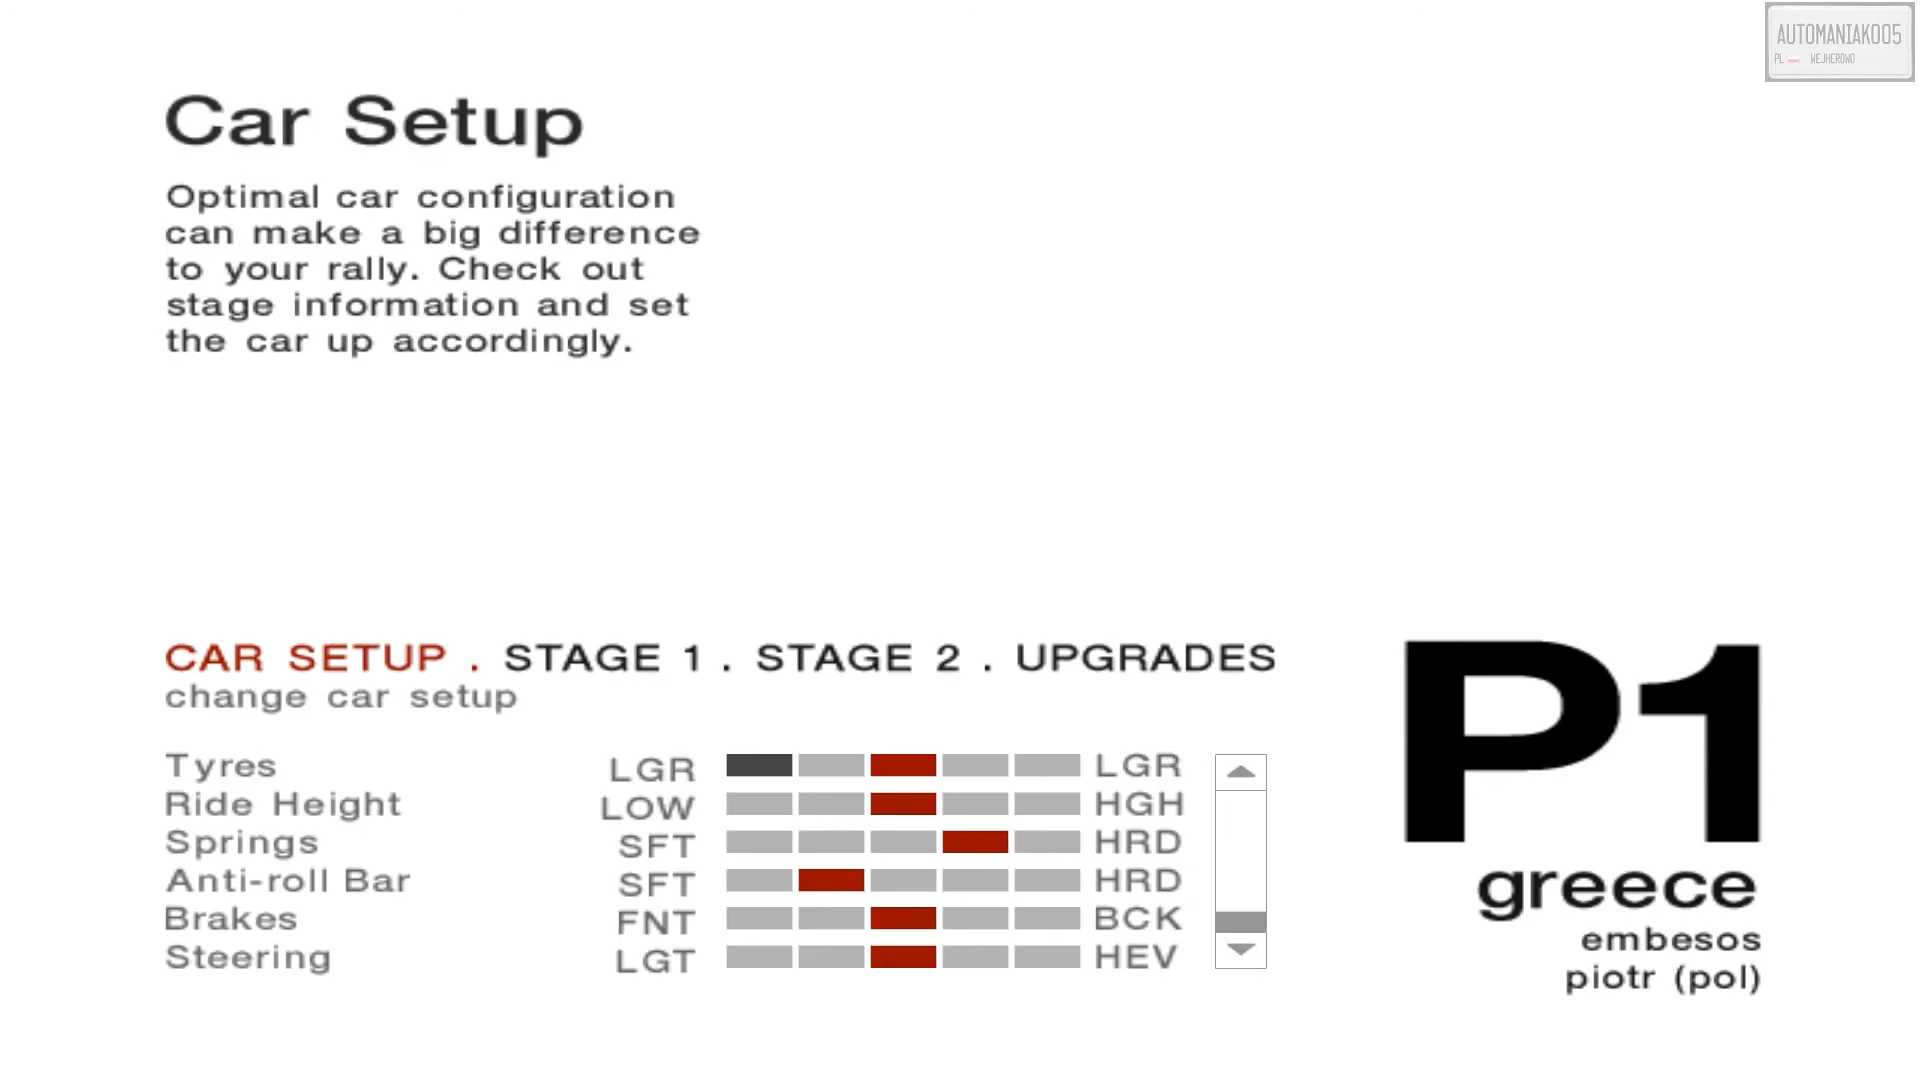 AUTOMANIAK005
PL WEJHEROWO
Car Setup
Optimal car configuration
can make a big difference
to your rally. Check out
stage information and set
the car up accordingly.
CAR SETUP . STAGE 1 . STAGE 2 . UPGRADES
change car setup
Tyres LGR LGR
Ride Height LOW HGH
Springs SFT HRD
Anti-roll Bar SFT HRD
Brakes FNT BCK
Steering LGT HEV
P1
greece
embesos
piotr (pol)